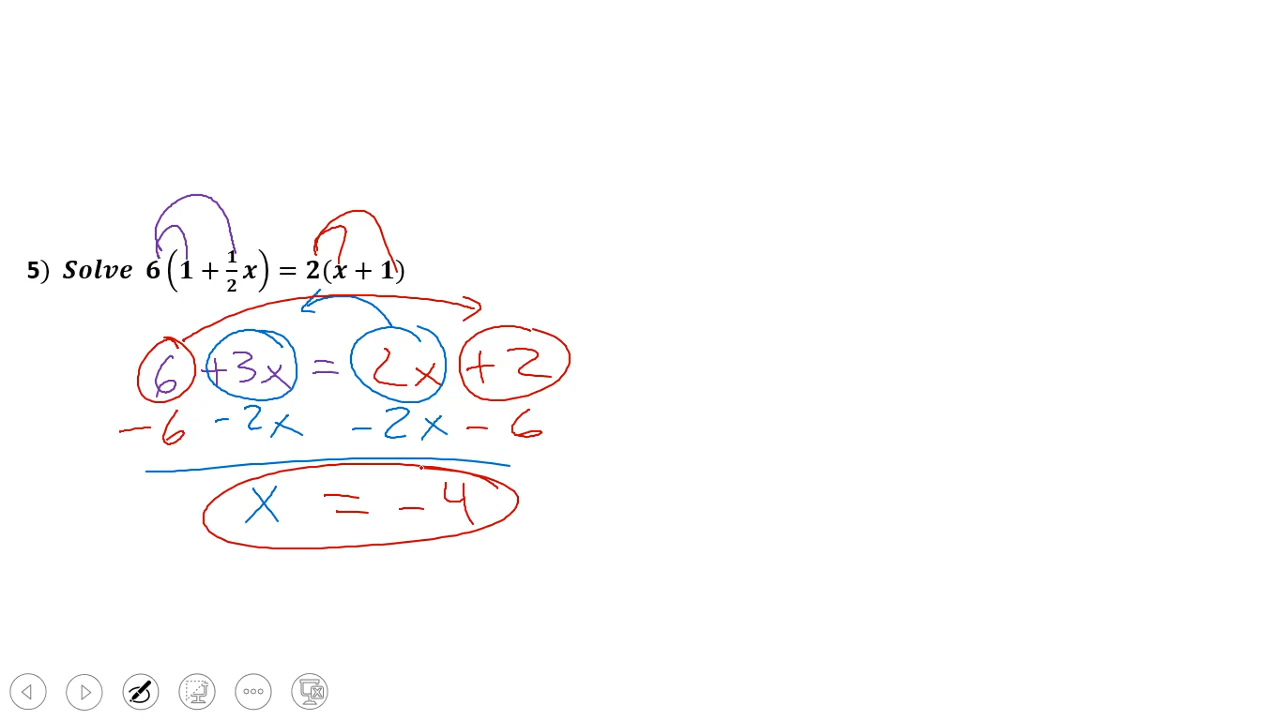 5) Solve 6(1 + 1/2 x) = 2(x + 1)
6 +3x = 2x +2
-6 -2x -2x - 6
x = -4